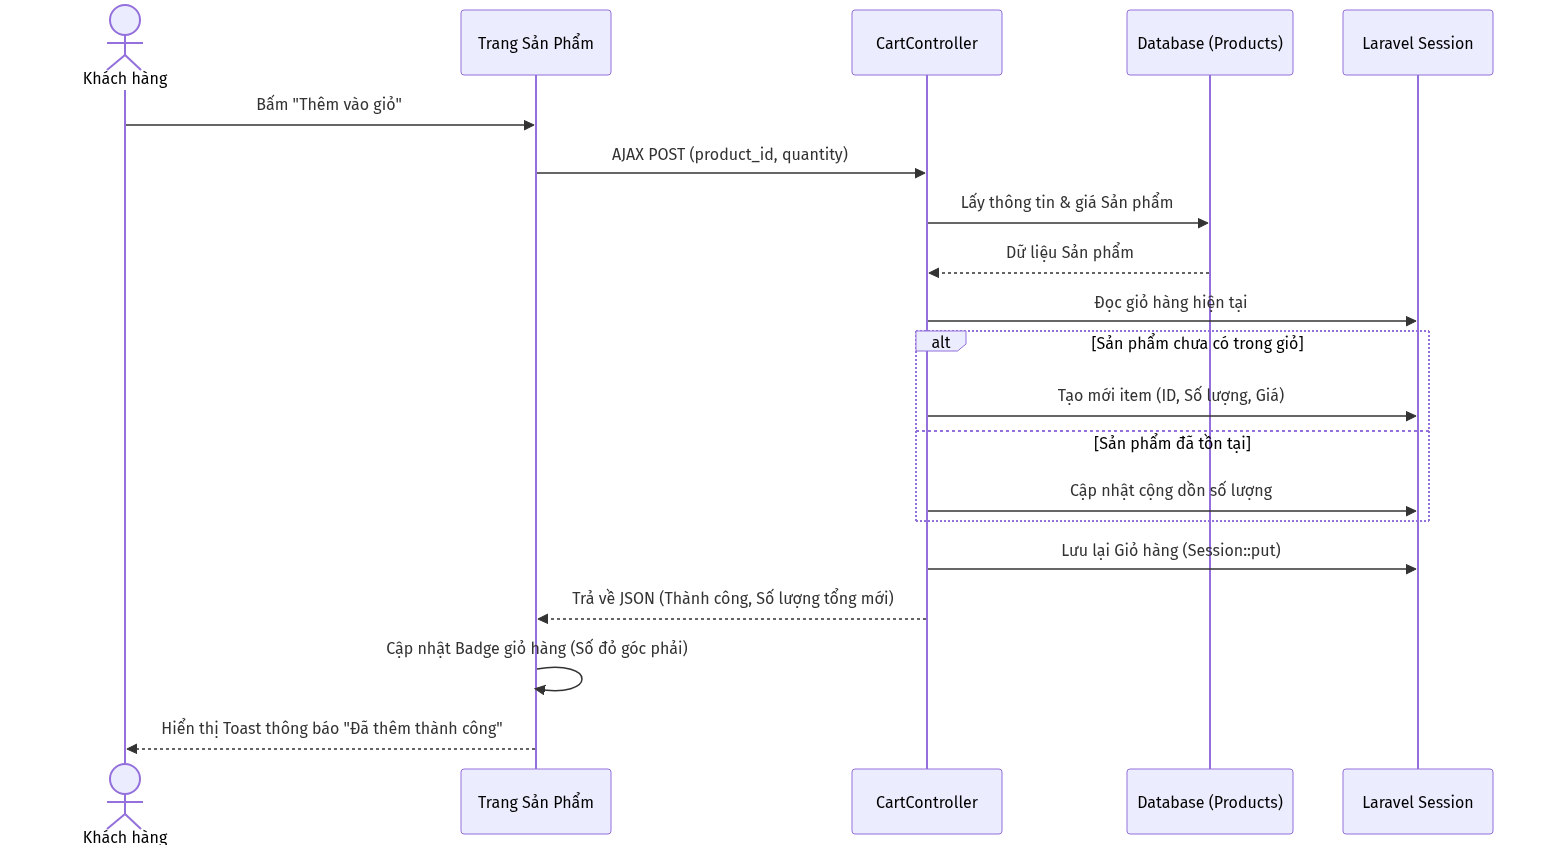 Khách hàng
Trang Sản Phẩm
CartController
Database (Products)
Laravel Session
Bấm "Thêm vào giỏ"
AJAX POST (product_id, quantity)
Lấy thông tin & giá Sản phẩm
Dữ liệu Sản phẩm
Đọc giỏ hàng hiện tại
alt
[Sản phẩm chưa có trong giỏ]
Tạo mới item (ID, Số lượng, Giá)
[Sản phẩm đã tồn tại]
Cập nhật cộng dồn số lượng
Lưu lại Giỏ hàng (Session::put)
Trả về JSON (Thành công, Số lượng tổng mới)
Cập nhật Badge giỏ hàng (Số đỏ góc phải)
Hiển thị Toast thông báo "Đã thêm thành công"
Khách hàng
Trang Sản Phẩm
CartController
Database (Products)
Laravel Session